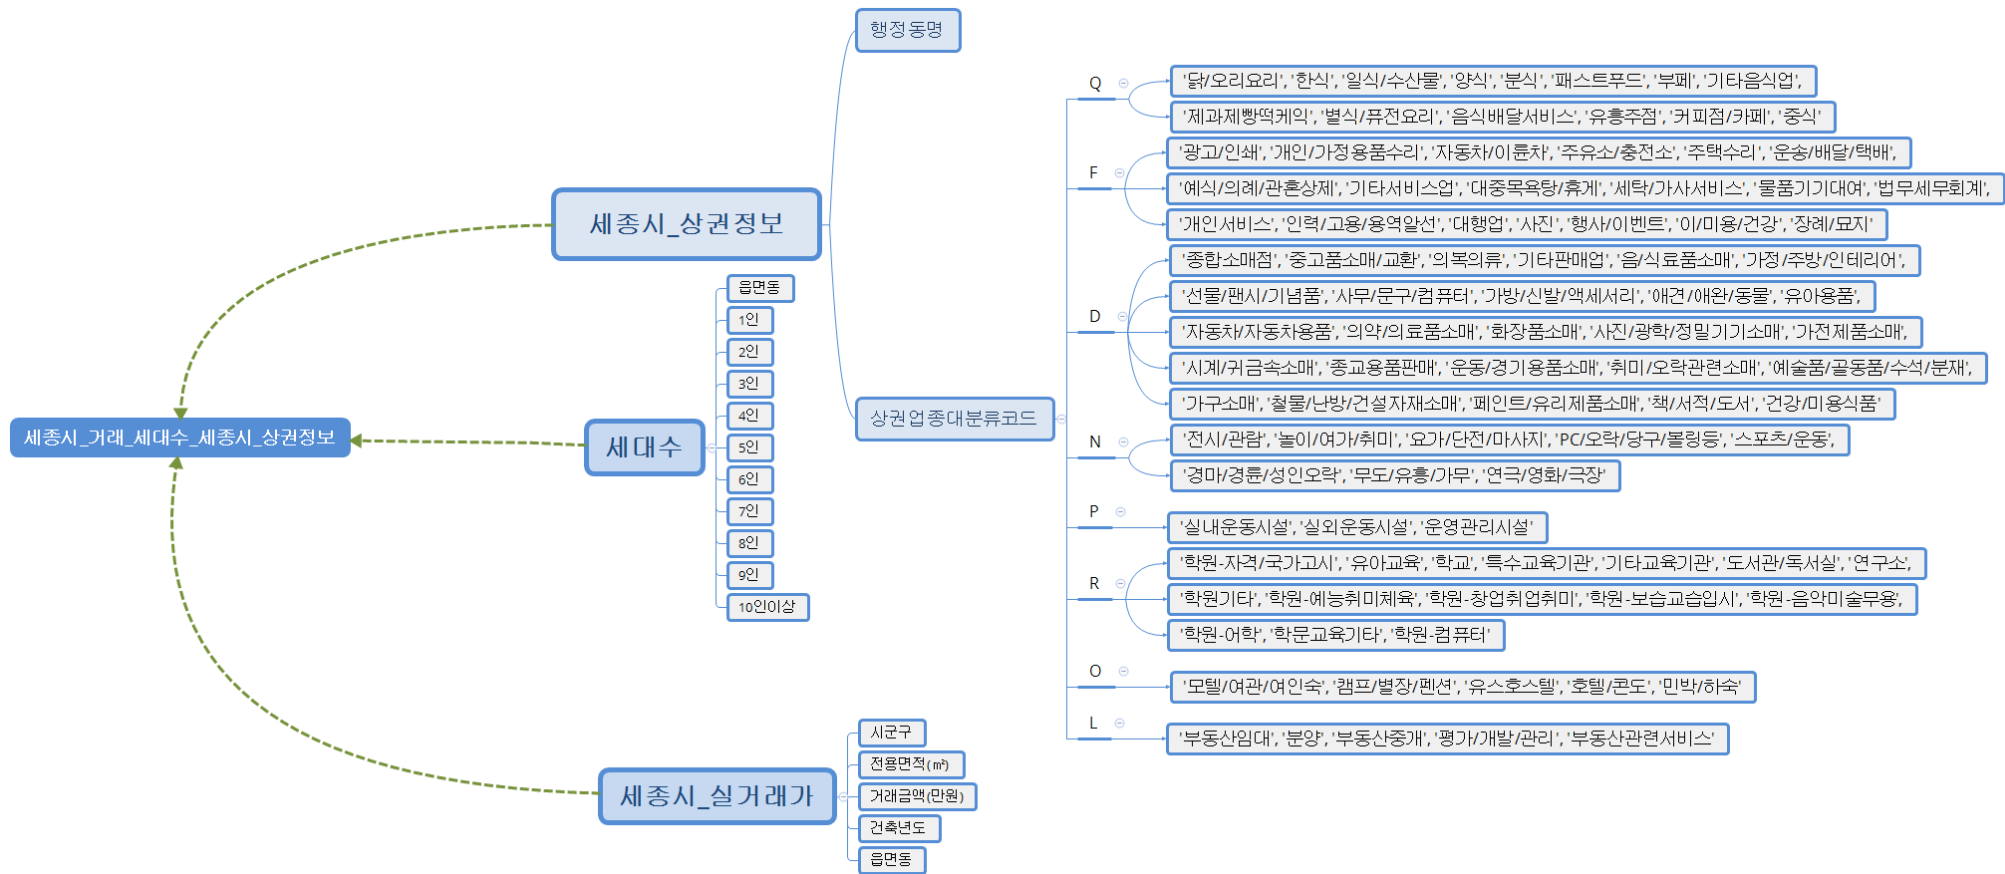 행정동명
Q
'닭/오리요리', '한식', '일식/수산물', '양식', '분식', '패스트푸드', '부페', '기타음식업',
'제과제빵떡케익', '별식/퓨전요리', '음식배달서비스', '유흥주점', '커피점/카페', '중식'
F
'광고/인쇄', '개인/가정용품수리', '자동차/이륜차', '주유소/충전소', '주택수리', '운송/배달/택배',
'예식/의례/관혼상제', '기타서비스업', '대중목욕탕/휴게', '세탁/가사서비스', '물품기기대여', '법무세무회계',
'개인서비스', '인력/고용/용역알선', '대행업', '사진', '행사/이벤트', '이/미용/건강', '장례/묘지'
세종시_상권정보
D
'종합소매점', '중고품소매/교환', '의복의류', '기타판매업', '음/식료품소매', '가정/주방/인테리어',
'선물/팬시/기념품', '사무/문구/컴퓨터', '가방/신발/액세서리', '애견/애완/동물', '유아용품',
'자동차/자동차용품', '의약/의료품소매', '화장품소매', '사진/광학/정밀기기소매', '가전제품소매',
'시계/귀금속소매', '종교용품판매', '운동/경기용품소매', '취미/오락관련소매', '예술품/골동품/수석/분재',
'가구소매', '철물/난방/건설자재소매', '페인트/유리제품소매', '책/서적/도서', '건강/미용식품'
상권업종대분류코드
N
'전시/관람', '놀이/여가/취미', '요가/단전/마사지', 'PC/오락/당구/볼링등', '스포츠/운동',
'경마/경륜/성인오락', '무도/유흥/가무', '연극/영화/극장'
P
'실내운동시설', '실외운동시설', '운영관리시설'
R
'학원-자격/국가고시', '유아교육', '학교', '특수교육기관', '기타교육기관', '도서관/독서실', '연구소',
'학원기타', '학원-예능취미체육', '학원-창업취업취미', '학원-보습교습입시', '학원-음악미술무용',
'학원-어학', '학문교육기타', '학원-컴퓨터'
O
'모텔/여관/여인숙', '캠프/별장/펜션', '유스호스텔', '호텔/콘도', '민박/하숙'
L
'부동산임대', '분양', '부동산중개', '평가/개발/관리', '부동산관련서비스'
세종시_거래_세대수_세종시_상권정보
세대수
읍면동
1인
2인
3인
4인
5인
6인
7인
8인
9인
10인이상
세종시_실거래가
시군구
전용면적(㎡)
거래금액(만원)
건축년도
읍면동